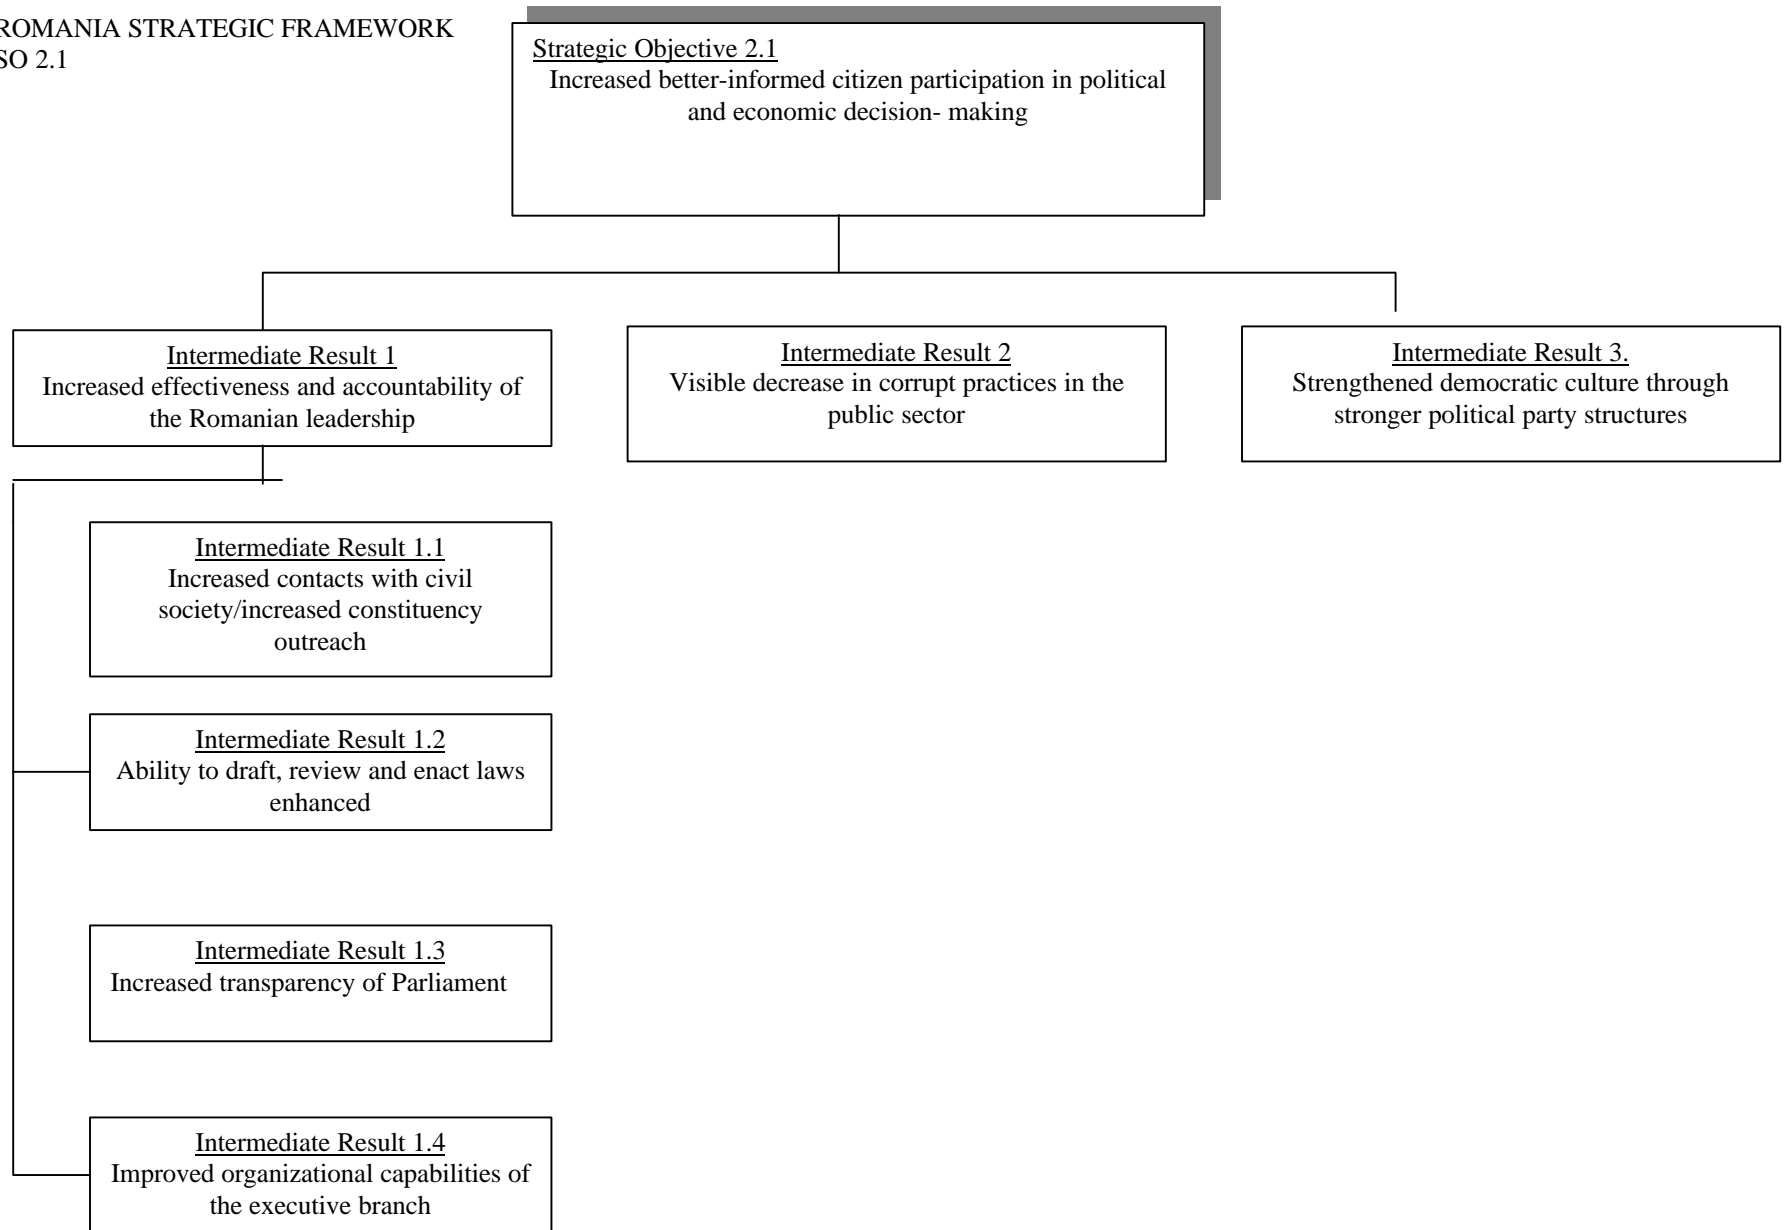 ROMANIA STRATEGIC FRAMEWORK
SO 2.1
Strategic Objective 2.1
Increased better-informed citizen participation in political
and economic decision- making
Intermediate Result 1
Increased effectiveness and accountability of
the Romanian leadership
Intermediate Result 2
Visible decrease in corrupt practices in the
public sector
Intermediate Result 3.
Strengthened democratic culture through
stronger political party structures
Intermediate Result 1.1
Increased contacts with civil
society/increased constituency
outreach
Intermediate Result 1.2
Ability to draft, review and enact laws
enhanced
Intermediate Result 1.3
Increased transparency of Parliament
Intermediate Result 1.4
Improved organizational capabilities of
the executive branch